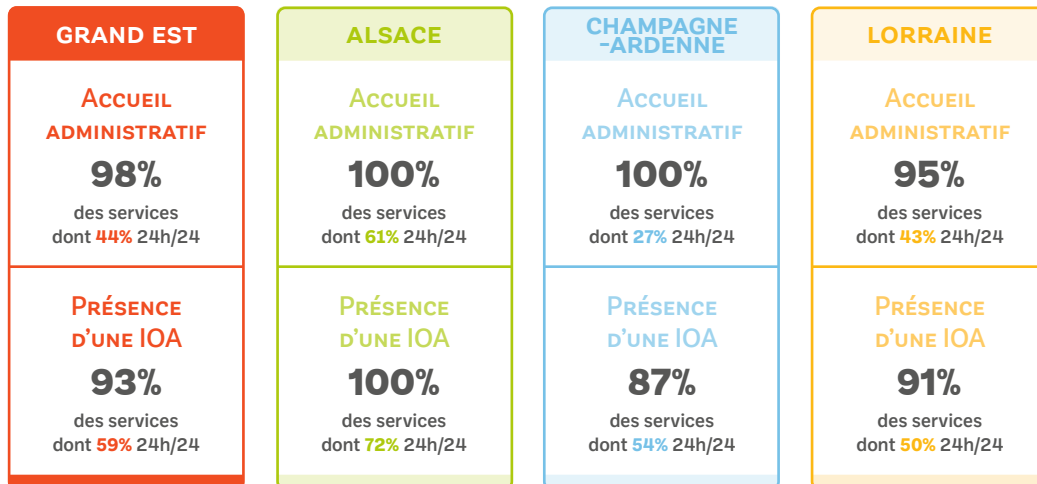 GRAND EST
Accueil
administratif
98%
des services
dont 44% 24h/24
Présence
d'une IOA
93%
des services
dont 59% 24h/24
ALSACE
Accueil
administratif
100%
des services
dont 61% 24h/24
Présence
d'une IOA
100%
des services
dont 72% 24h/24
CHAMPAGNE
-ARDENNE
Accueil
administratif
100%
des services
dont 27% 24h/24
Présence
d'une IOA
87%
des services
dont 54% 24h/24
LORRAINE
Accueil
administratif
95%
des services
dont 43% 24h/24
Présence
d'une IOA
91%
des services
dont 50% 24h/24